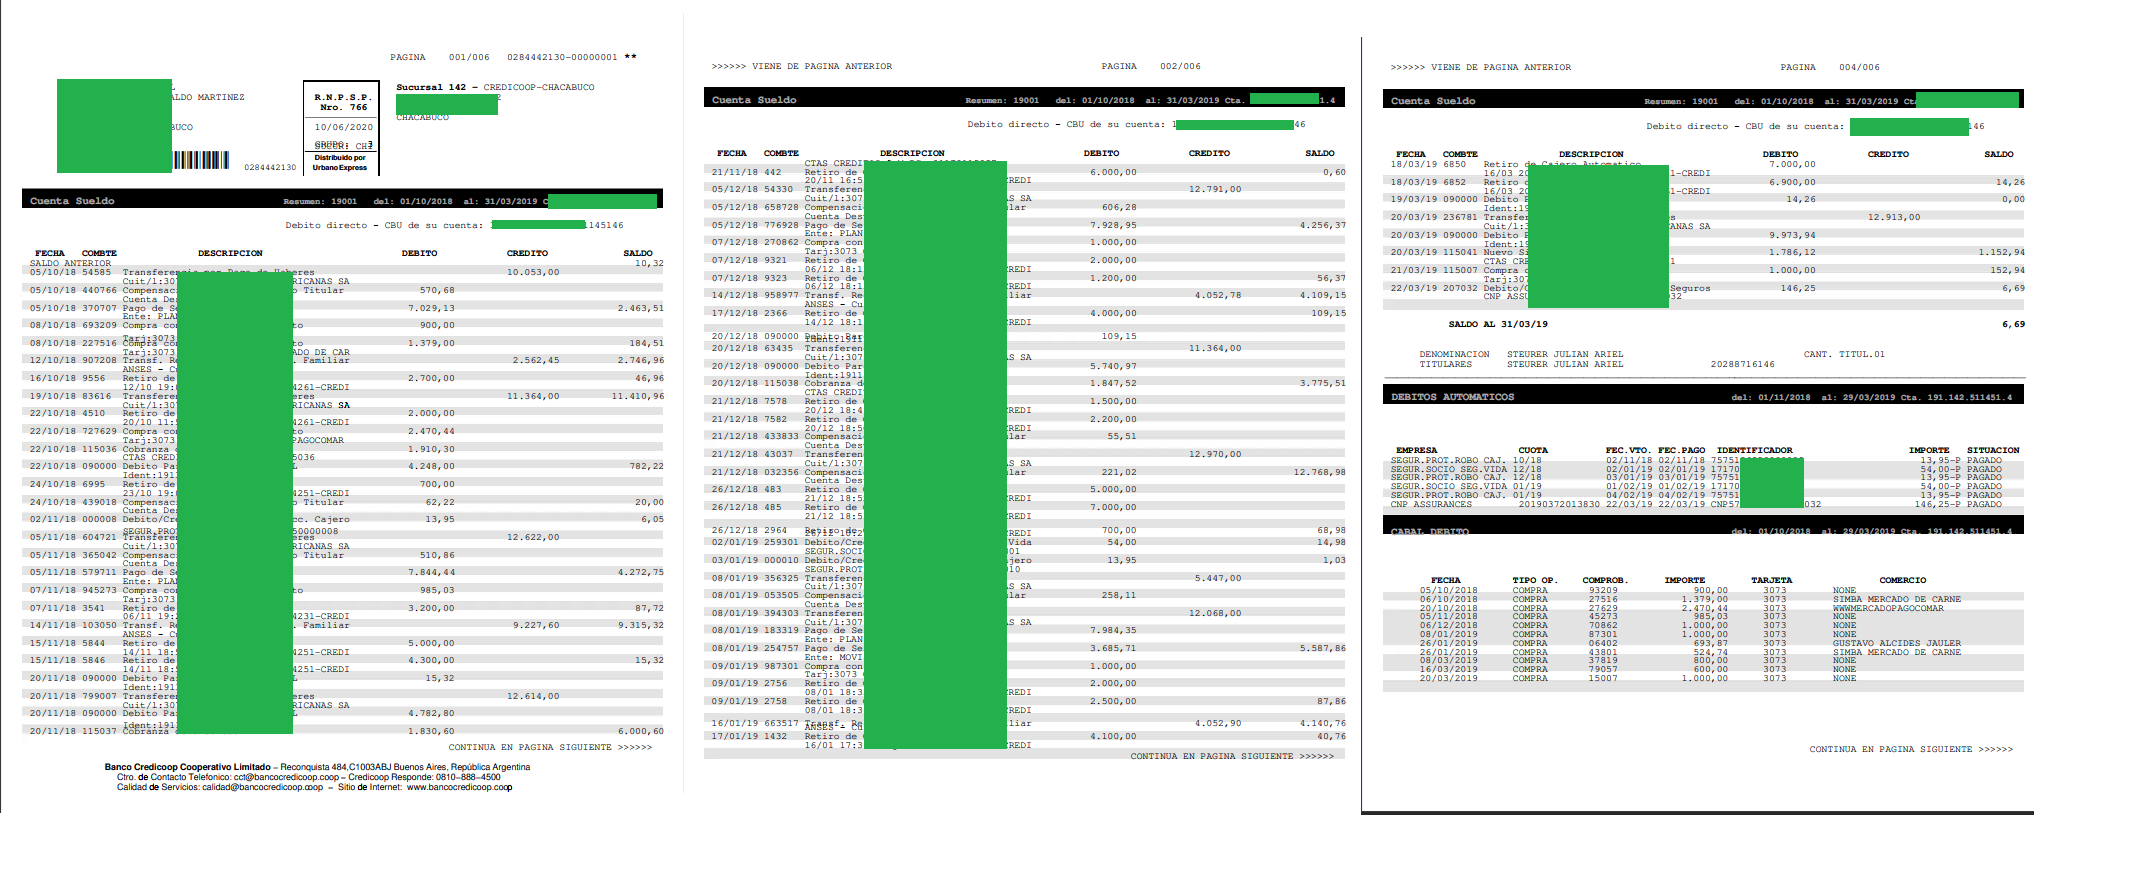 PAGINA 001/006 0284442130-00000001 **
ALDO MARTINEZ
BUCO
0284442130
R.N.P.S.P.
Nro. 766
10/06/2020
GRUPO: 3
Distribuido por
Urbano Express
Sucursal 142 - CREDICOOP-CHACABUCO
CHACABUCO
Cuenta Sueldo Resumen: 19001 del: 01/10/2018 al: 31/03/2019 C
Debito directo - CBU de su cuenta: 1145146
FECHA COMBTE DESCRIPCION DEBITO CREDITO SALDO
SALDO ANTERIOR 10,32
05/10/18 54585 Transferencia por Pago de Haberes 10.053,00
Cuit/1:30 RICANAS SA
05/10/18 440766 Compensac o Titular 570,68
Cuenta Des
05/10/18 370707 Pago de Se 7.029,13 2.463,51
Ente: PLAN
08/10/18 693209 Compra con to 900,00
Tarj:3073
08/10/18 227516 Compra con to 1.379,00 184,51
Tarj:3073 ADO DE CAR
12/10/18 907208 Transf. Re . Familiar 2.562,45 2.746,96
ANSES - Cu
16/10/18 9556 Retiro de 2.700,00 46,96
12/10 19: 4261-CREDI
19/10/18 83616 Transferen eres 11.364,00 11.410,96
Cuit/1:307 RICANAS SA
22/10/18 4510 Retiro de 2.000,00
20/10 11:5 4261-CREDI
22/10/18 727629 Compra con to 2.470,44
Tarj:3073 PAGOCOMAR
22/10/18 115036 Cobranza d 1.910,30
CTAS CRED 5036
22/10/18 090000 Debito Par L 4.248,00 782,22
Ident:191
24/10/18 6995 Retiro de 700,00
23/10 19: 4251-CREDI
24/10/18 439018 Compensac o Titular 62,22 20,00
Cuenta Des
02/11/18 000008 Debito/Cre cc. Cajero 13,95 6,05
SEGUR.PROT 50000008
05/11/18 604721 Transferen eres 12.622,00
Cuit/1:307 RICANAS SA
05/11/18 365042 Compensac o Titular 510,86
Cuenta Des
05/11/18 579711 Pago de Se 7.844,44 4.272,75
Ente: PLAN
07/11/18 945273 Compra con to 985,03
Tarj:3073
07/11/18 3541 Retiro de 3.200,00 87,72
06/11 19: 4231-CREDI
14/11/18 103050 Transf. Re . Familiar 9.227,60 9.315,32
ANSES - Cu
15/11/18 5844 Retiro de 5.000,00
14/11 18:5 4251-CREDI
15/11/18 5846 Retiro de 4.300,00 15,32
14/11 18:5 4251-CREDI
20/11/18 090000 Debito Par L 15,32
Ident:191
20/11/18 799007 Transferen eres 12.614,00
Cuit/1:30 RICANAS SA
20/11/18 090000 Debito Par L 4.782,80
Ident:191
20/11/18 115037 Cobranza d 1.830,60 6.000,60
CONTINUA EN PAGINA SIGUIENTE >>>>>>
Banco Credicoop Cooperativo Limitado – Reconquista 484,C1003ABJ Buenos Aires, República Argentina
Ctro. de Contacto Telefonico: cct@bancocredicoop.coop – Credicoop Responde: 0810–888–4500
Calidad de Servicios: calidad@bancocredicoop.coop – Sitio de Internet: www.bancocredicoop.coop
>>>>>> VIENE DE PAGINA ANTERIOR PAGINA 002/006
Cuenta Sueldo Resumen: 19001 del: 01/10/2018 al: 31/03/2019 Cta. 1.4
Debito directo - CBU de su cuenta: 1 46
FECHA COMBTE DESCRIPCION DEBITO CREDITO SALDO
CTAS CREDI
21/11/18 442 Retiro de 6.000,00 0,60
20/11 16:5 CREDI
05/12/18 54330 Transferen 12.791,00
Cuit/1:307 AS SA
05/12/18 658728 Compensaci ular 606,28
Cuenta Des
05/12/18 776928 Pago de Se 7.928,95 4.256,37
Ente: PLAN
07/12/18 270862 Compra con 1.000,00
Tarj:3073
07/12/18 9321 Retiro de 2.000,00
06/12 18:1 CREDI
07/12/18 9323 Retiro de 1.200,00 56,37
06/12 18:1 CREDI
14/12/18 958977 Transf. Re liar 4.052,78 4.109,15
ANSES - Cu
17/12/18 2366 Retiro de 4.000,00 109,15
14/12 18:1 CREDI
20/12/18 090000 Debito Par 109,15
20/12/18 63435 Transferen 11.364,00
Cuit/1:307 AS SA
20/12/18 090000 Debito Par 5.740,97
Ident:1911
20/12/18 115038 Cobranza d 1.847,52 3.775,51
CTAS CREDI
21/12/18 7578 Retiro de 1.500,00
20/12 18:4 CREDI
21/12/18 7582 Retiro de 2.200,00
20/12 18:5 CREDI
21/12/18 433833 Compensaci lar 55,51
Cuenta Des
21/12/18 43037 Transferen 12.970,00
Cuit/1:307 S SA
21/12/18 032356 Compensaci lar 221,02 12.768,98
Cuenta Des
26/12/18 483 Retiro de 5.000,00
21/12 18:5 CREDI
26/12/18 485 Retiro de 7.000,00
21/12 18:5 CREDI
26/12/18 2964 Retiro de 700,00 68,98
02/01/19 259301 Debito/Cre Vida 54,00 14,98
SEGUR.SOCI 01
03/01/19 000010 Debito/Cre jero 13,95 1,03
SEGUR.PROT 10
08/01/19 356325 Transferen 5.447,00
Cuit/1:307 S SA
08/01/19 053505 Compensaci lar 258,11
Cuenta Des
08/01/19 394303 Transferen 12.068,00
Cuit/1:307 S SA
08/01/19 183319 Pago de Se 7.984,35
Ente: PLAN
08/01/19 254757 Pago de Se 3.685,71 5.587,86
Ente: MOVI
09/01/19 987301 Compra con 1.000,00
Tarj:3073
09/01/19 2756 Retiro de 2.000,00
08/01 18:3 CREDI
09/01/19 2758 Retiro de 2.500,00 87,86
08/01 18:3 CREDI
16/01/19 663517 Transf. Re liar 4.052,90 4.140,76
ANSES - Cu
17/01/19 1432 Retiro de 4.100,00 40,76
16/01 17:3 CREDI
CONTINUA EN PAGINA SIGUIENTE >>>>>>
>>>>>> VIENE DE PAGINA ANTERIOR PAGINA 004/006
Cuenta Sueldo Resumen: 19001 del: 01/10/2018 al: 31/03/2019 Ct
Debito directo - CBU de su cuenta: 146
FECHA COMBTE DESCRIPCION DEBITO CREDITO SALDO
18/03/19 6850 Retiro de Cajero Automatico 7.000,00
16/03 20 1-CREDI
18/03/19 6852 Retiro d 6.900,00 14,26
16/03 20 1-CREDI
19/03/19 090000 Debito P 14,26 0,00
Ident:19
20/03/19 236781 Transfer es 12.913,00
Cuit/1:3 ANAS SA
20/03/19 090000 Debito P 9.973,94
Ident:19
20/03/19 115041 Nuevo Si 1.786,12 1.152,94
CTAS CRE 1
21/03/19 115007 Compra c 1.000,00 152,94
Tarj:307
22/03/19 207032 Debito/C Seguros 146,25 6,69
CNP ASSU 032
SALDO AL 31/03/19 6,69
DENOMINACION STEURER JULIAN ARIEL CANT. TITUL.01
TITULARES STEURER JULIAN ARIEL 20288716146
DEBITOS AUTOMATICOS del: 01/11/2018 al: 29/03/2019 Cta. 191.142.511451.4
EMPRESA CUOTA FEC.VTO. FEC.PAGO IDENTIFICADOR IMPORTE SITUACION
SEGUR.PROT.ROBO CAJ. 10/18 02/11/18 02/11/18 75751 13,95-P PAGADO
SEGUR.SOCIO SEG.VIDA 12/18 02/01/19 02/01/19 17170 54,00-P PAGADO
SEGUR.PROT.ROBO CAJ. 12/18 03/01/19 03/01/19 75751 13,95-P PAGADO
SEGUR.SOCIO SEG.VIDA 01/19 01/02/19 01/02/19 17170 54,00-P PAGADO
SEGUR.PROT.ROBO CAJ. 01/19 04/02/19 04/02/19 75751 13,95-P PAGADO
CNP ASSURANCES 20190372013830 22/03/19 22/03/19 CNP57 032 146,25-P PAGADO
CABAL DEBITO del: 01/10/2018 al: 29/03/2019 Cta. 191.142.511451.4
FECHA TIPO OP. COMPROB. IMPORTE TARJETA COMERCIO
05/10/2018 COMPRA 93209 900,00 3073 NONE
06/10/2018 COMPRA 27516 1.379,00 3073 SIMBA MERCADO DE CARNE
20/10/2018 COMPRA 27629 2.470,44 3073 WWWMERCADOPAGOCOMAR
05/11/2018 COMPRA 45273 985,03 3073 NONE
06/12/2018 COMPRA 70862 1.000,00 3073 NONE
08/01/2019 COMPRA 87301 1.000,00 3073 NONE
26/01/2019 COMPRA 06402 693,87 3073 GUSTAVO ALCIDES JAULER
26/01/2019 COMPRA 43801 524,74 3073 SIMBA MERCADO DE CARNE
08/03/2019 COMPRA 37819 800,00 3073 NONE
16/03/2019 COMPRA 79057 600,00 3073 NONE
20/03/2019 COMPRA 15007 1.000,00 3073 NONE
CONTINUA EN PAGINA SIGUIENTE >>>>>>